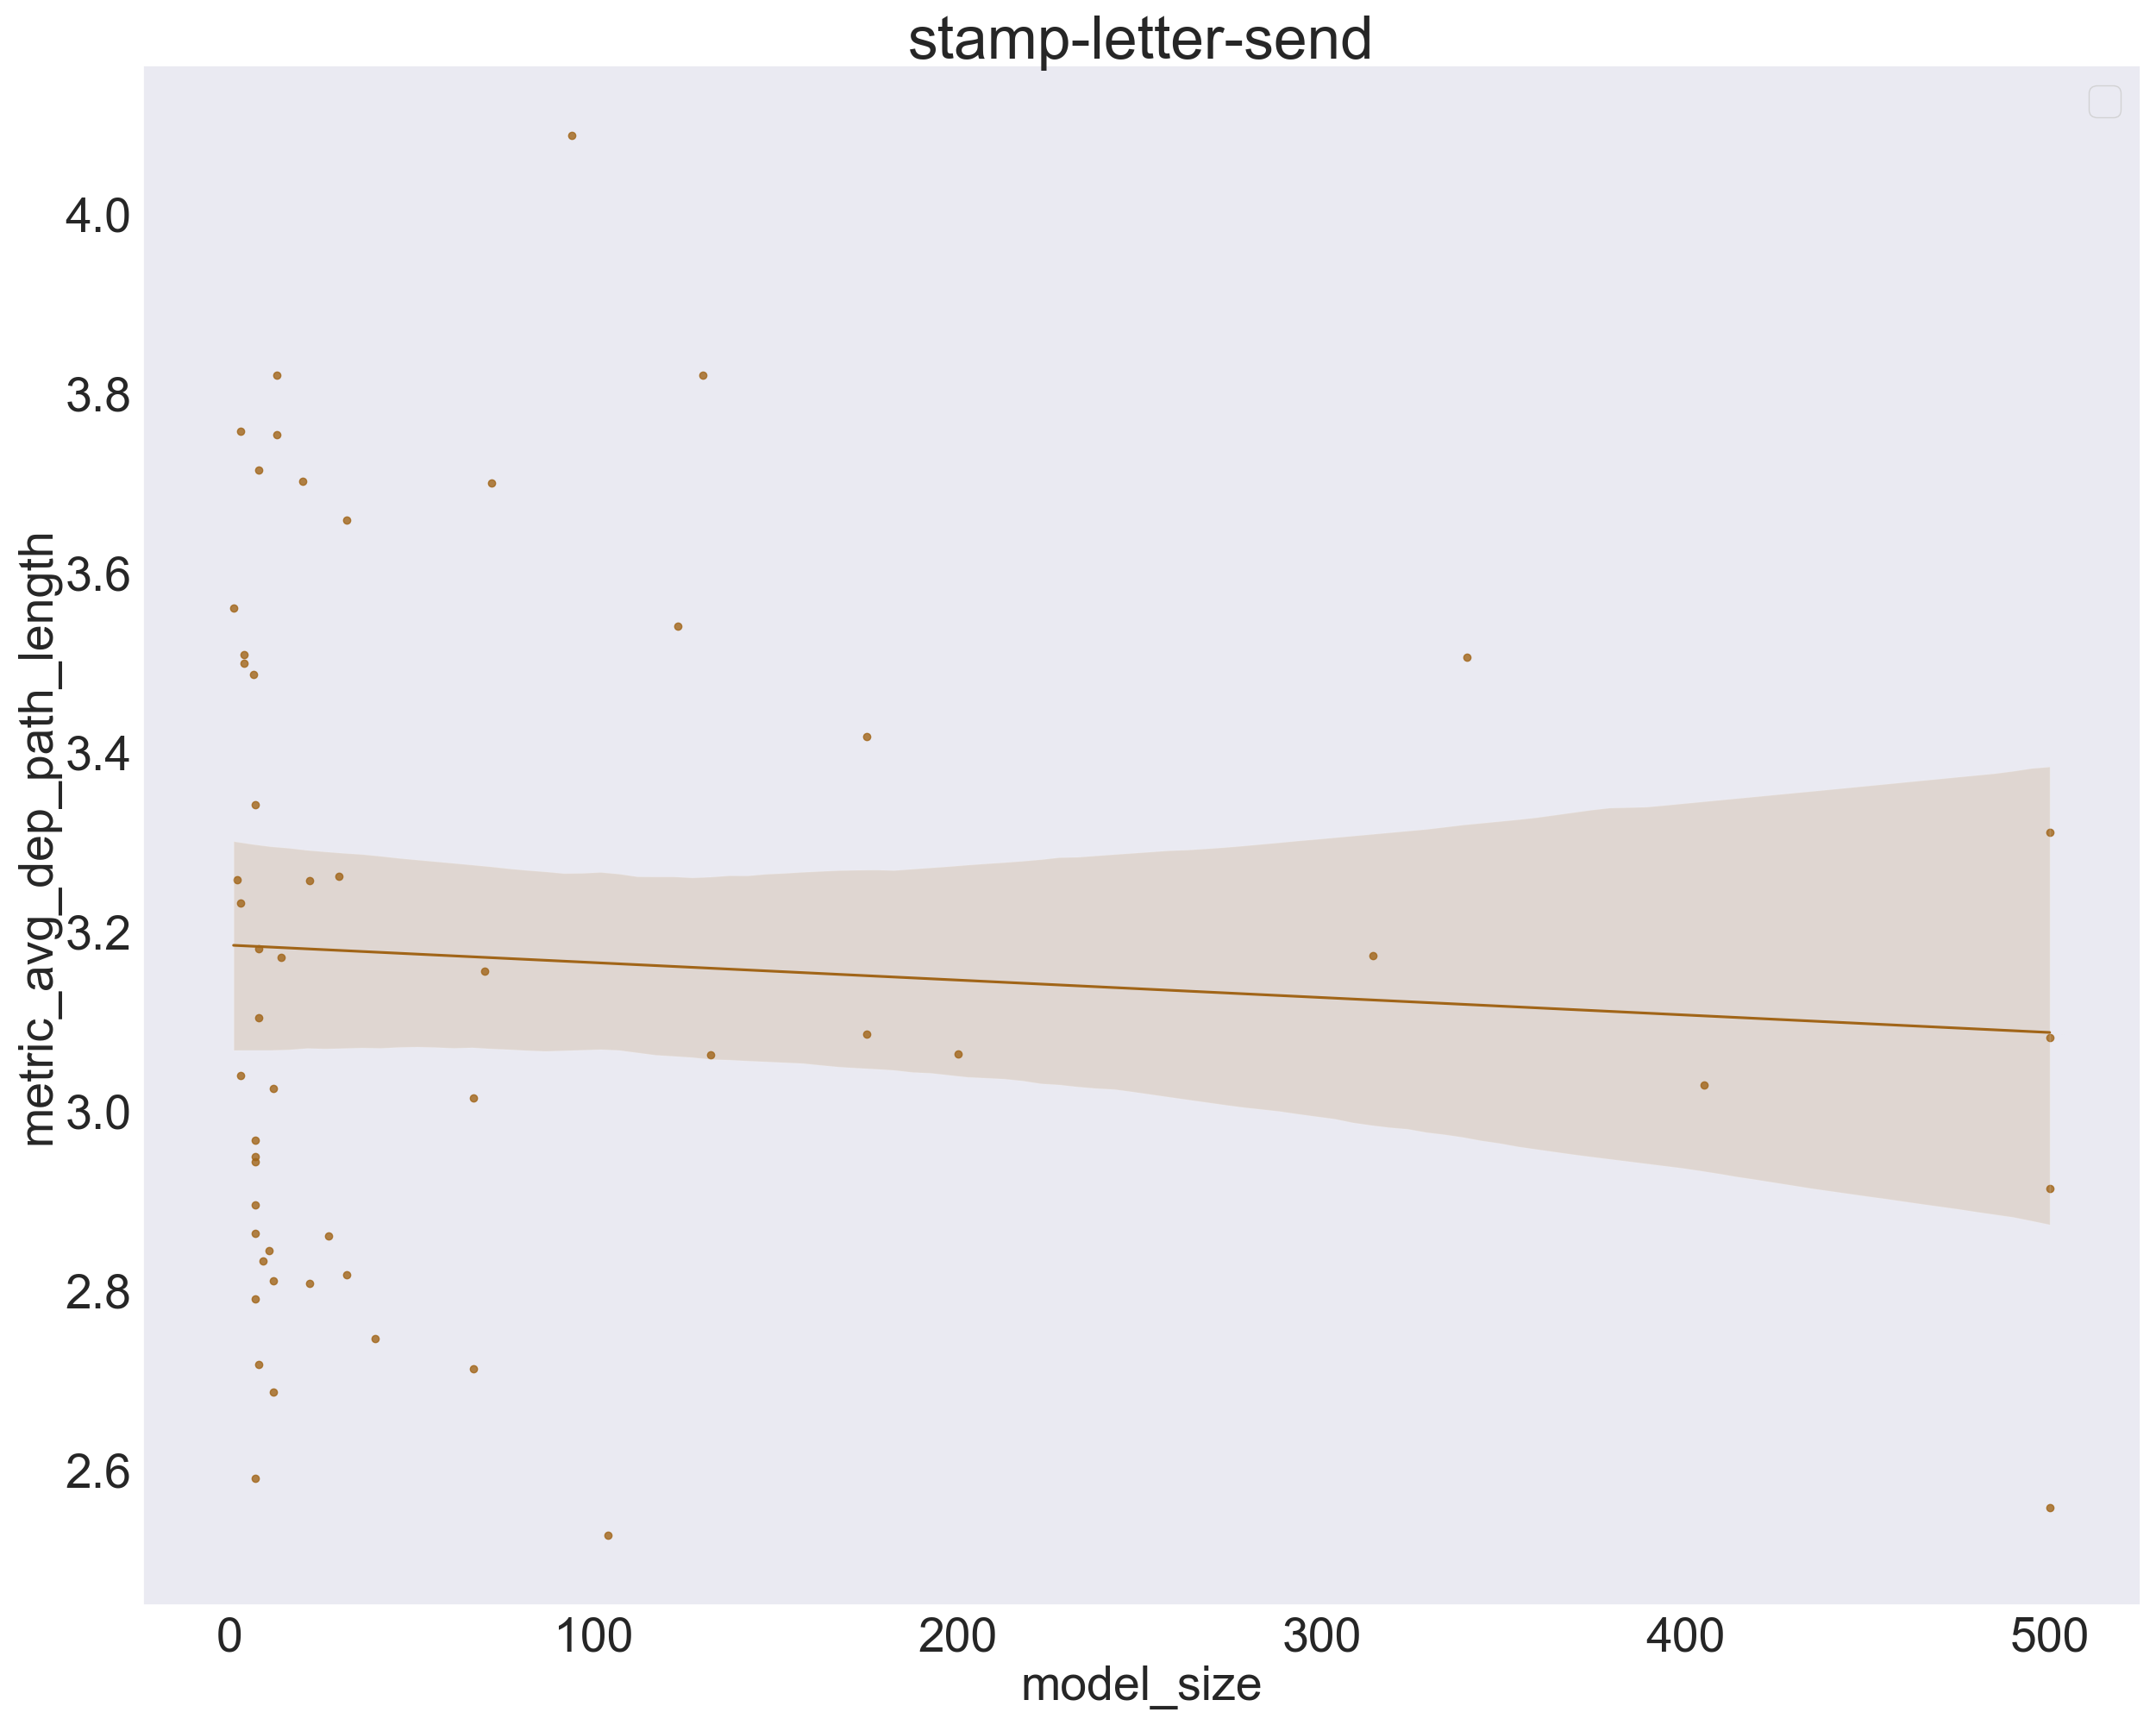 stamp-letter-send
metric_avg_dep_path_length
4.0
3.8
3.6
3.4
3.2
3.0
2.8
2.6
0 100 200 300 400 500
model_size